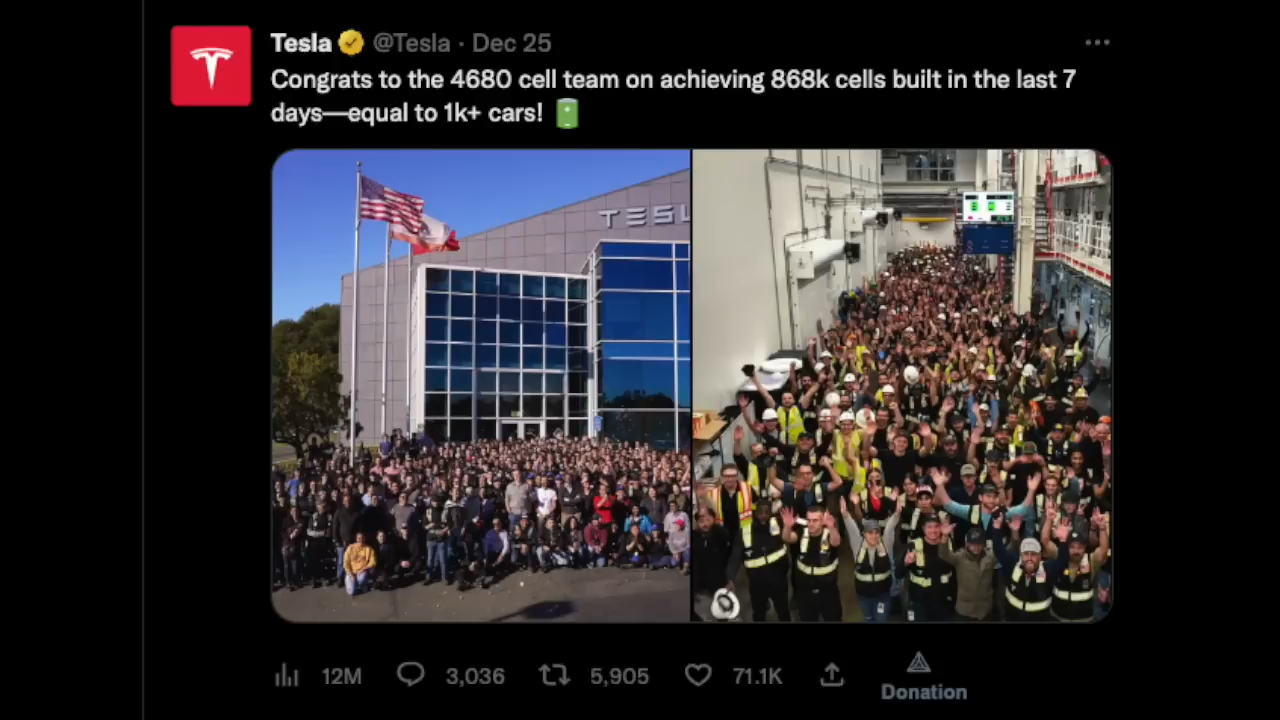 Tesla @Tesla · Dec 25
Congrats to the 4680 cell team on achieving 868k cells built in the last 7
days—equal to 1k+ cars! 🔋
TESL
12M 3,036 5,905 71.1K
Donation